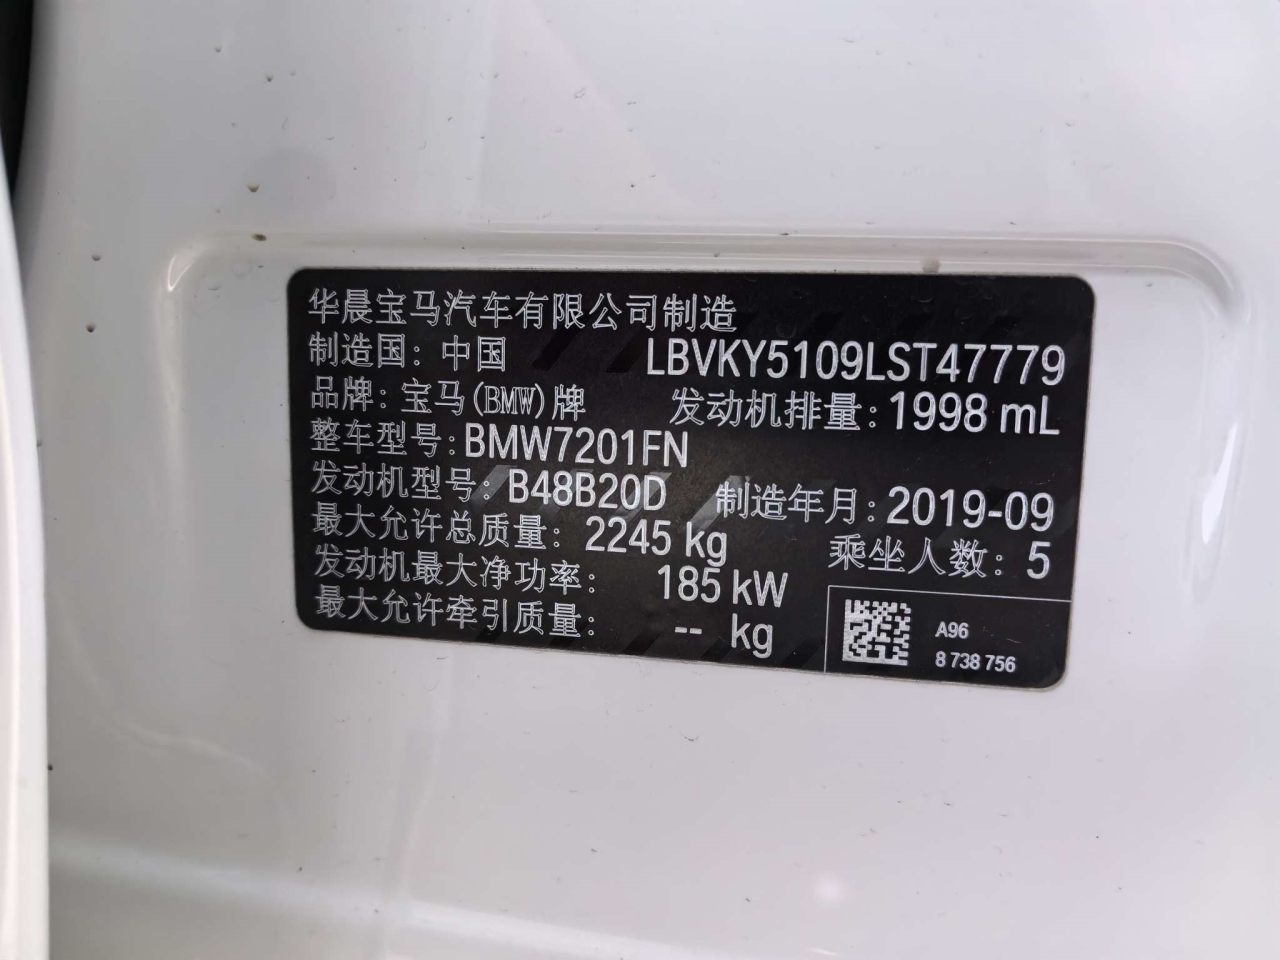 华晨宝马汽车有限公司制造
制造国：中国 LBVKY5109LST47779
品牌：宝马(BMW)牌 发动机排量：1998 mL
整车型号：BMW7201FN
发动机型号：B48B20D 制造年月：2019-09
最大允许总质量：2245 kg 乘坐人数：5
发动机最大净功率：185 kW
最大允许牵引质量：-- kg
A96
8 738 756